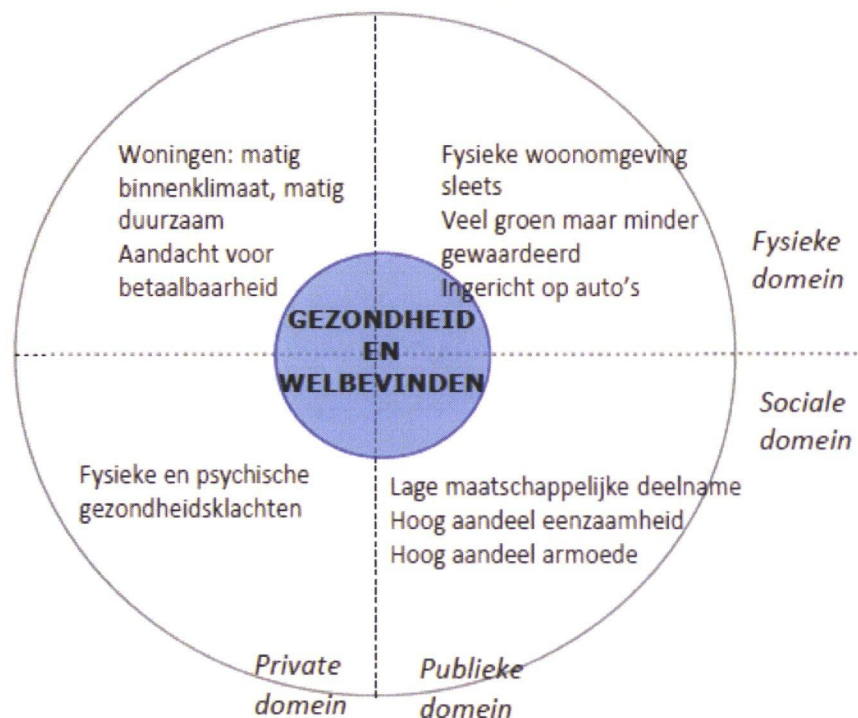 Woningen: matig
binnenklimaat, matig
duurzaam
Aandacht voor
betaalbaarheid
Fysieke woonomgeving
sleets
Veel groen maar minder
gewaardeerd
Ingericht op auto's
Fysieke
domein
GEZONDHEID
EN
WELBEVINDEN
Sociale
domein
Fysieke en psychische
gezondheidsklachten
Lage maatschappelijke deelname
Hoog aandeel eenzaamheid
Hoog aandeel armoede
Private
domein
Publieke
domein